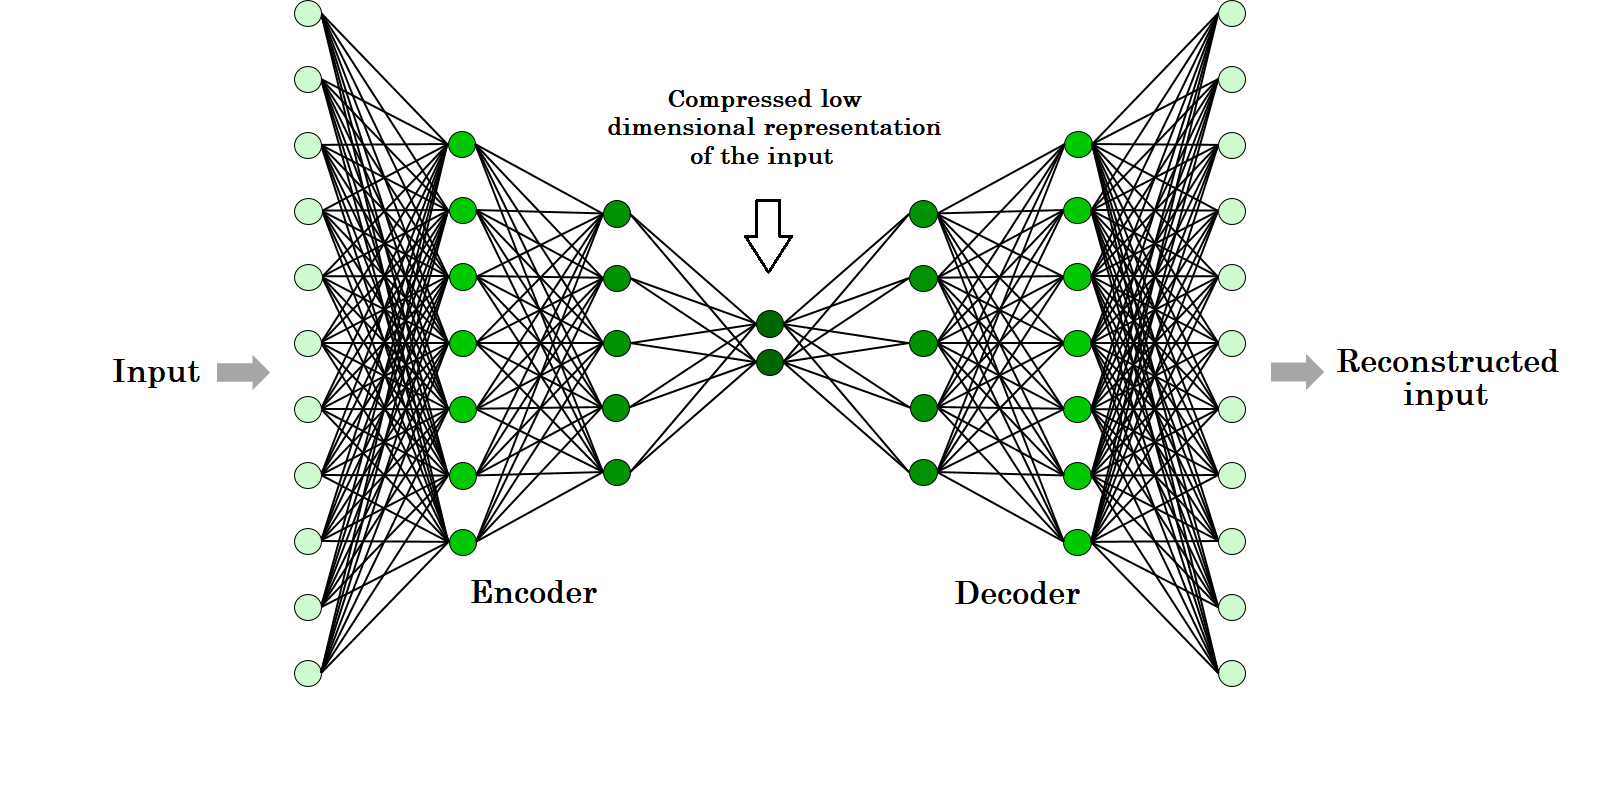 Compressed low
dimensional representation
of the input
Input
Reconstructed
input
Encoder
Decoder